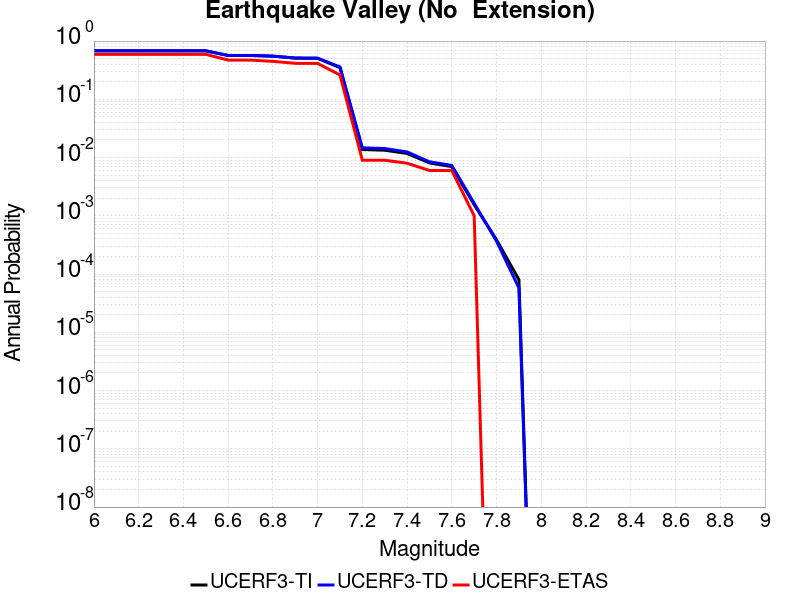 Earthquake Valley (No  Extension)
10^0
10^-1
10^-2
10^-3
10^-4
10^-5
10^-6
10^-7
10^-8
Annual Probability
6 6.2 6.4 6.6 6.8 7 7.2 7.4 7.6 7.8 8 8.2 8.4 8.6 8.8 9
Magnitude
UCERF3-TI UCERF3-TD UCERF3-ETAS